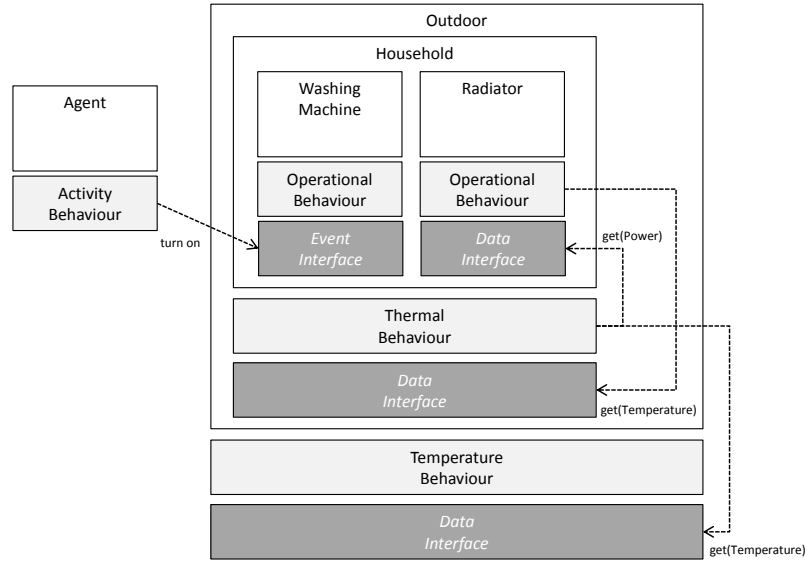 Outdoor
Household
Washing
Machine
Radiator
Agent
Operational
Behaviour
Operational
Behaviour
Activity
Behaviour
turn on
Event
Interface
Data
Interface
get(Power)
Thermal
Behaviour
Data
Interface
get(Temperature)
Temperature
Behaviour
Data
Interface
get(Temperature)